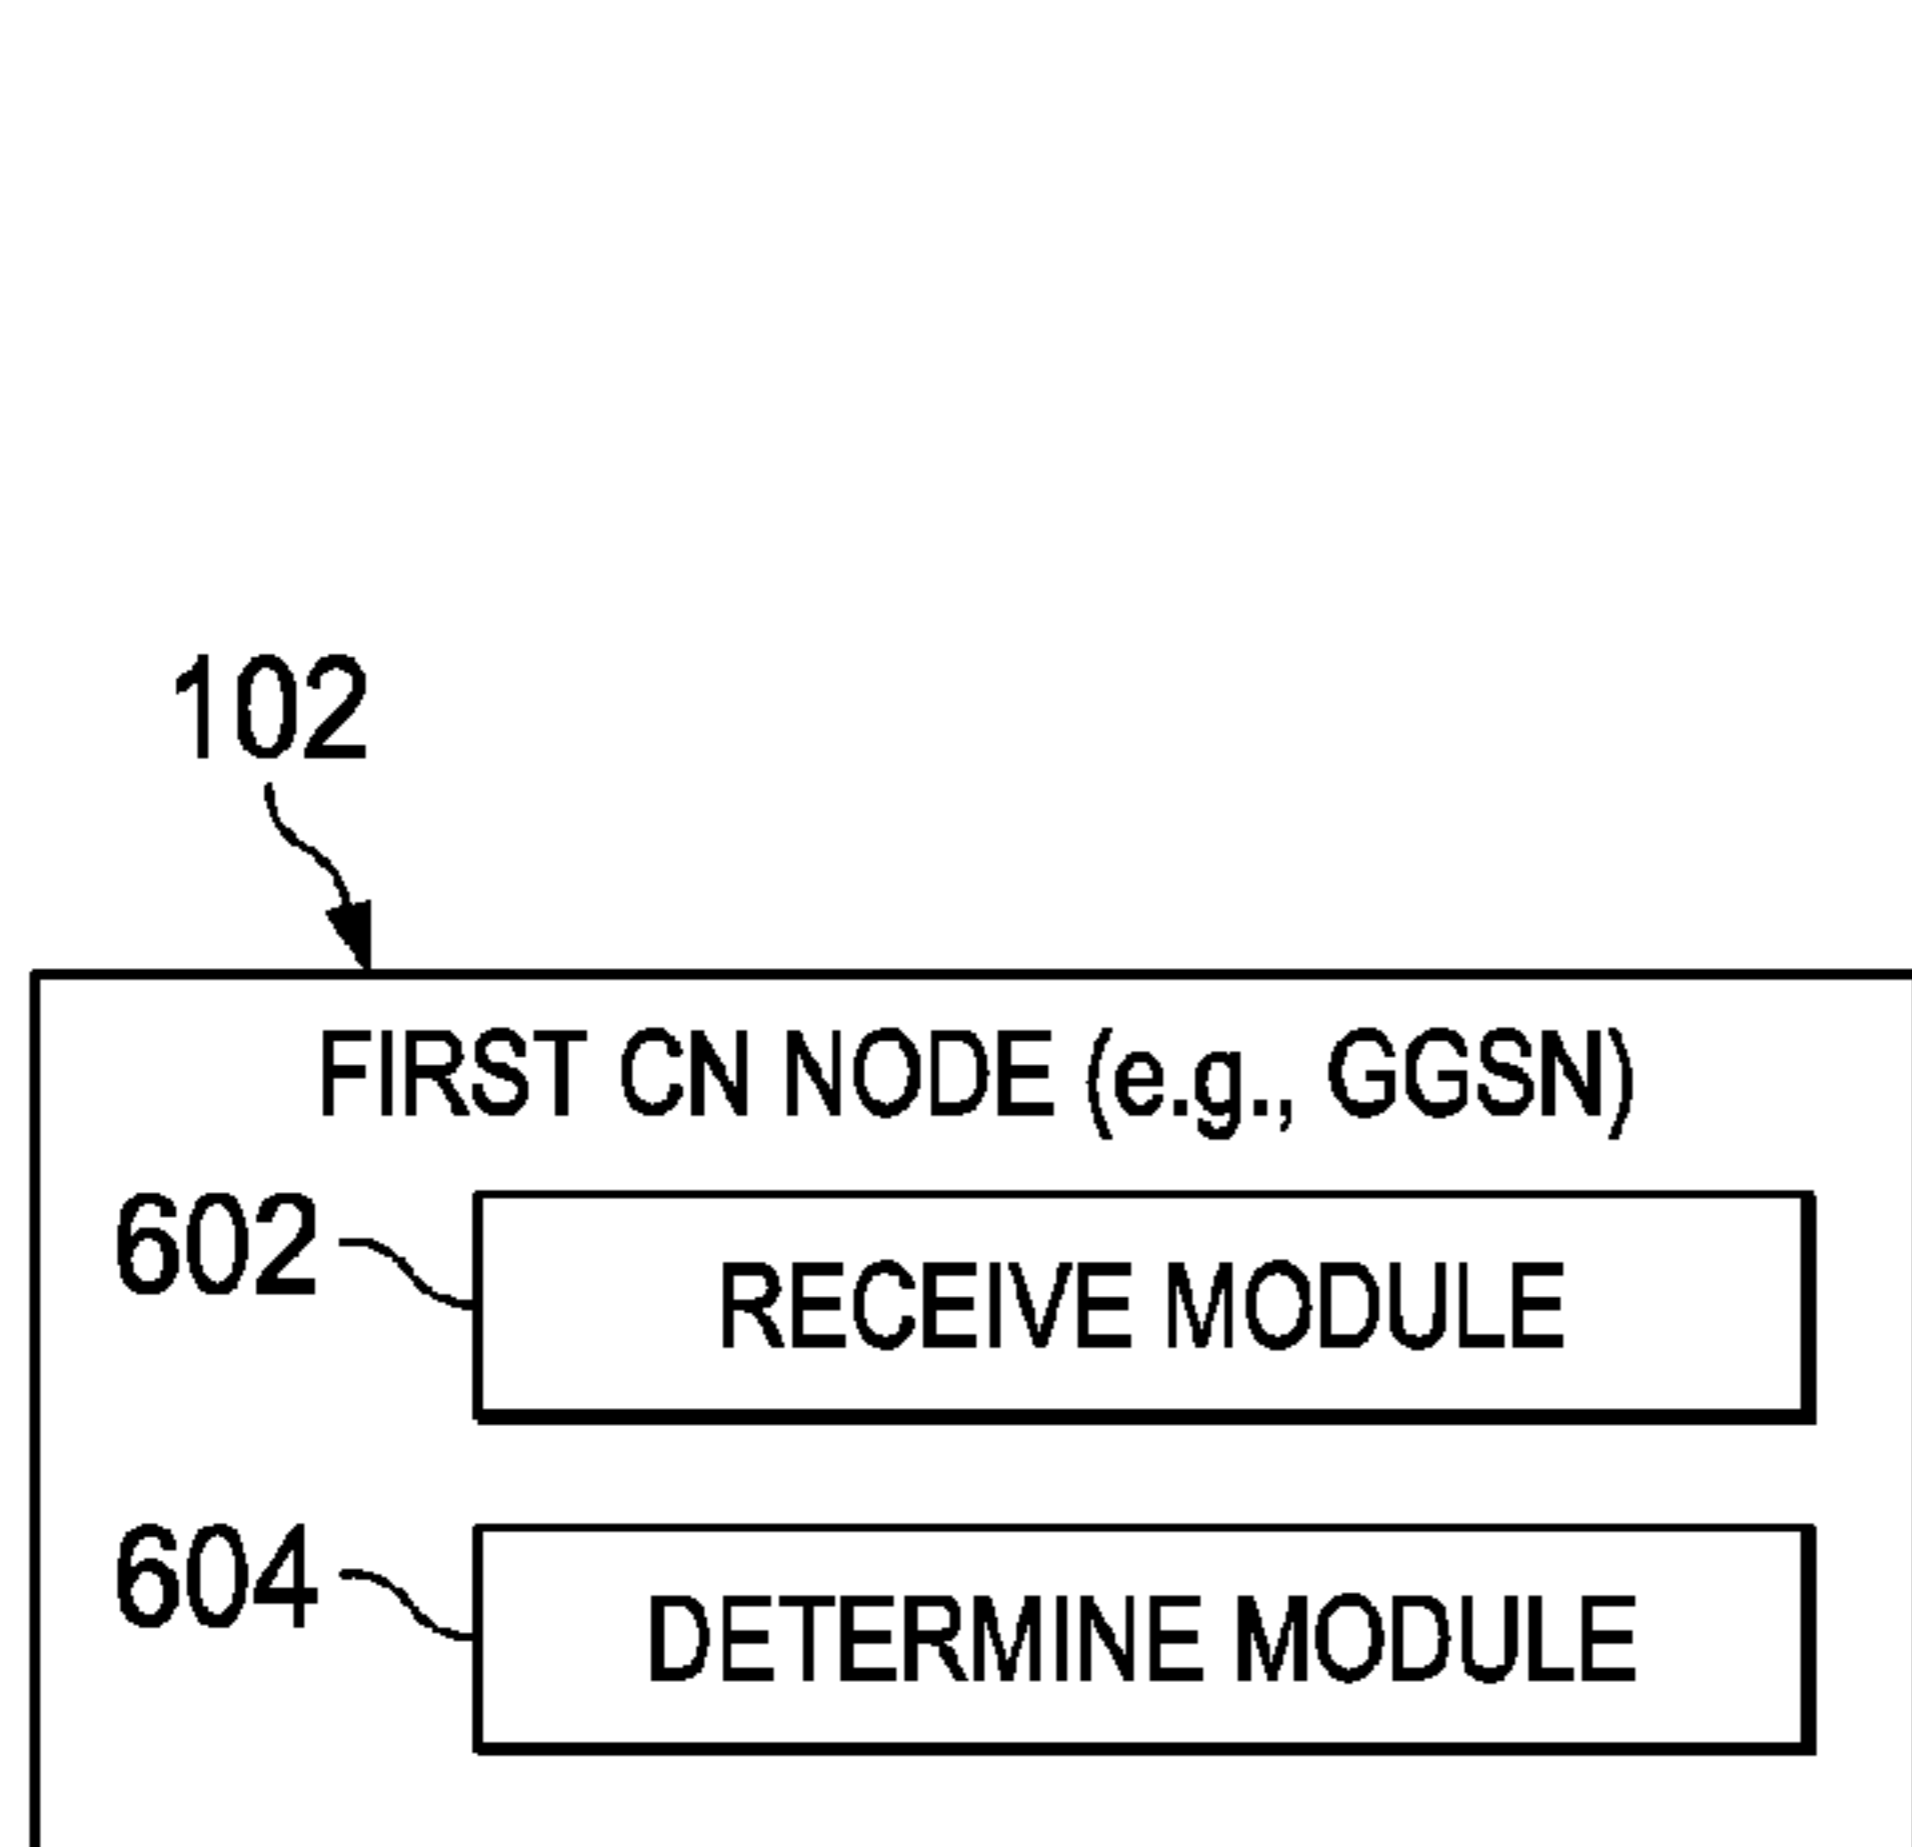 102
FIRST CN NODE (e.g., GGSN)
602
RECEIVE MODULE
604
DETERMINE MODULE